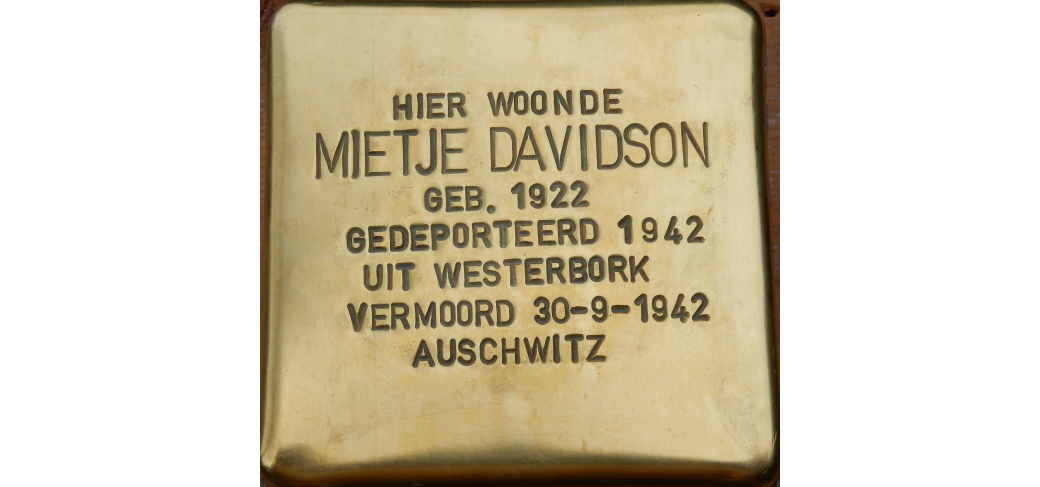 HIER WOONDE
MIETJE DAVIDSON
GEB. 1922
GEDEPORTEERD 1942
UIT WESTERBORK
VERMOORD 30-9-1942
AUSCHWITZ